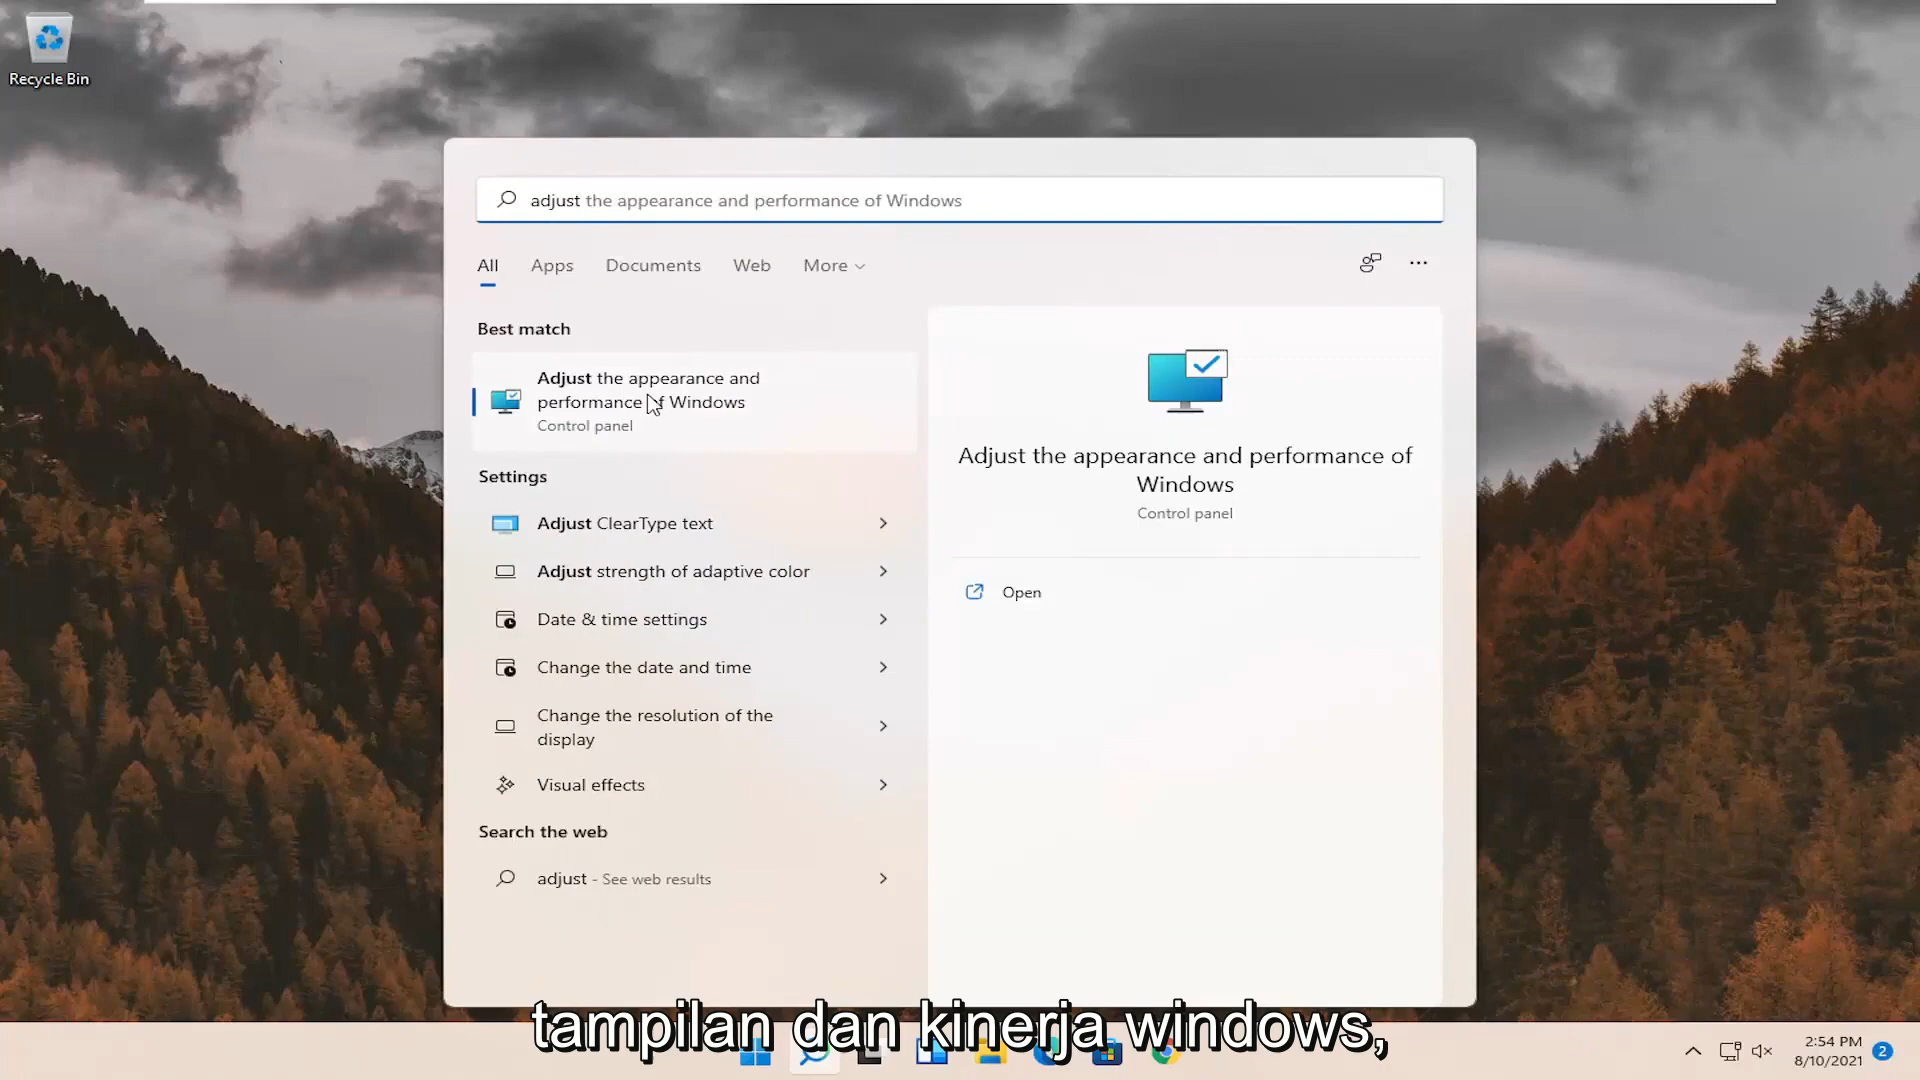 Recycle Bin
adjust the appearance and performance of Windows
All Apps Documents Web More
Best match
Adjust the appearance and
performance of Windows
Control panel
Settings
Adjust ClearType text
Adjust strength of adaptive color
Date & time settings
Change the date and time
Change the resolution of the
display
Visual effects
Search the web
adjust - See web results
Adjust the appearance and performance of
Windows
Control panel
Open
tampilan dan kinerja windows,
2:54 PM
8/10/2021
2